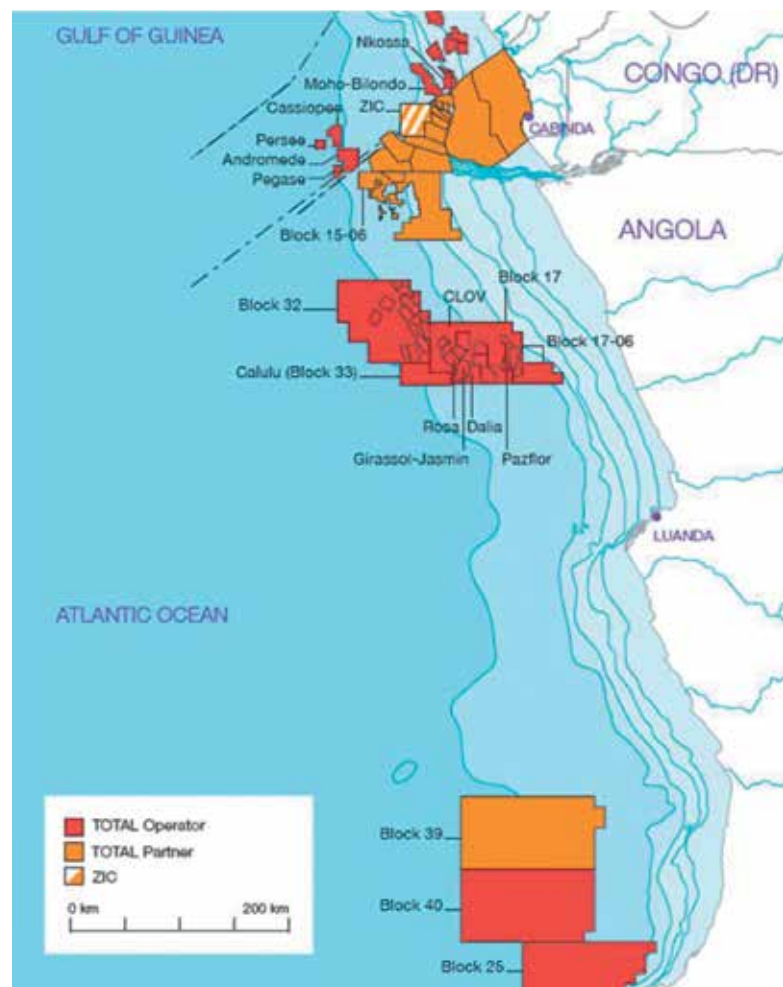 GULF OF GUINEA
Nkossa
CONGO (DR)
Moho-Bilondo
Cassiopee
ZIC
CABINDA
Persee
Andromede
Pegase
ANGOLA
Block 15-06
Block 17
CLOV
Block 32
Block 17-06
Calulu (Block 33)
Rosa
Dalia
Girassol-Jasmin
Pazflor
LUANDA
ATLANTIC OCEAN
TOTAL Operator
TOTAL Partner
ZIC
0 km
200 km
Block 39
Block 40
Block 25